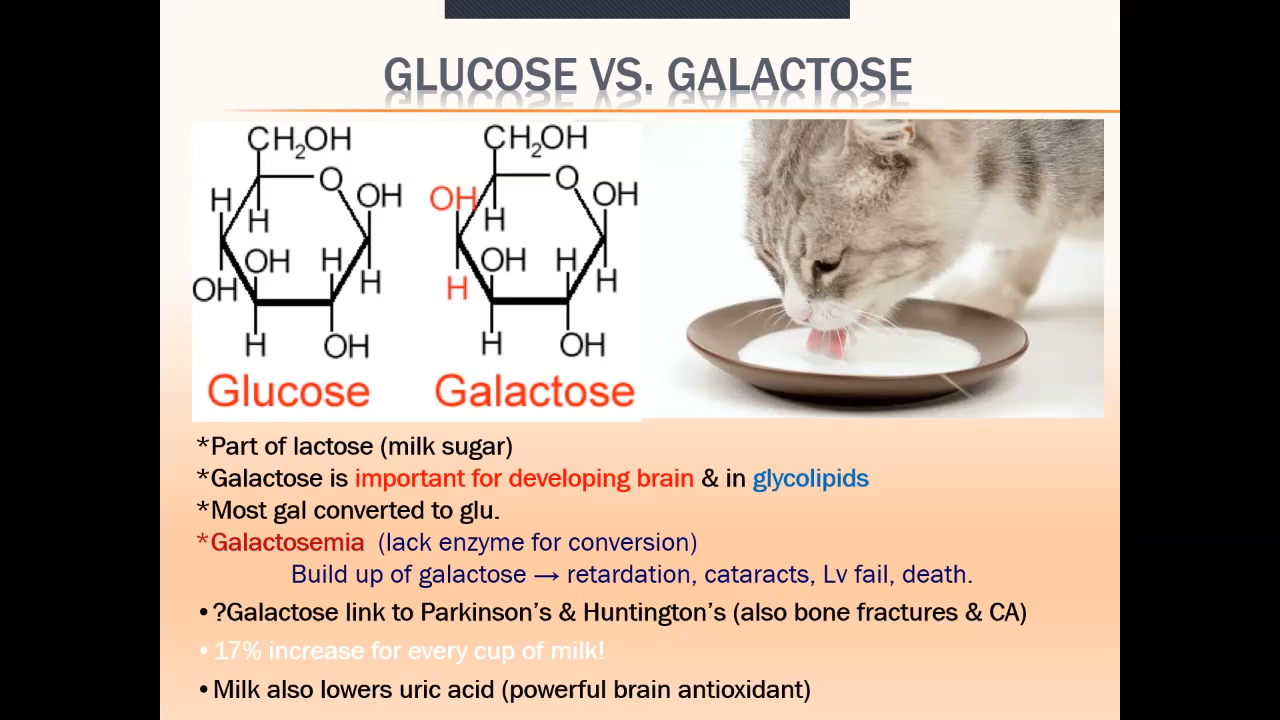 GLUCOSE VS. GALACTOSE
CH2OH
O
H
OH
H
OH
H
H
OH
H
OH
Glucose
CH2OH
O
OH
OH
H
OH
H
H
H
H
OH
Galactose
*Part of lactose (milk sugar)
*Galactose is important for developing brain & in glycolipids
*Most gal converted to glu.
*Galactosemia (lack enzyme for conversion)
Build up of galactose → retardation, cataracts, Lv fail, death.
•?Galactose link to Parkinson’s & Huntington’s (also bone fractures & CA)
•17% increase for every cup of milk!
•Milk also lowers uric acid (powerful brain antioxidant)